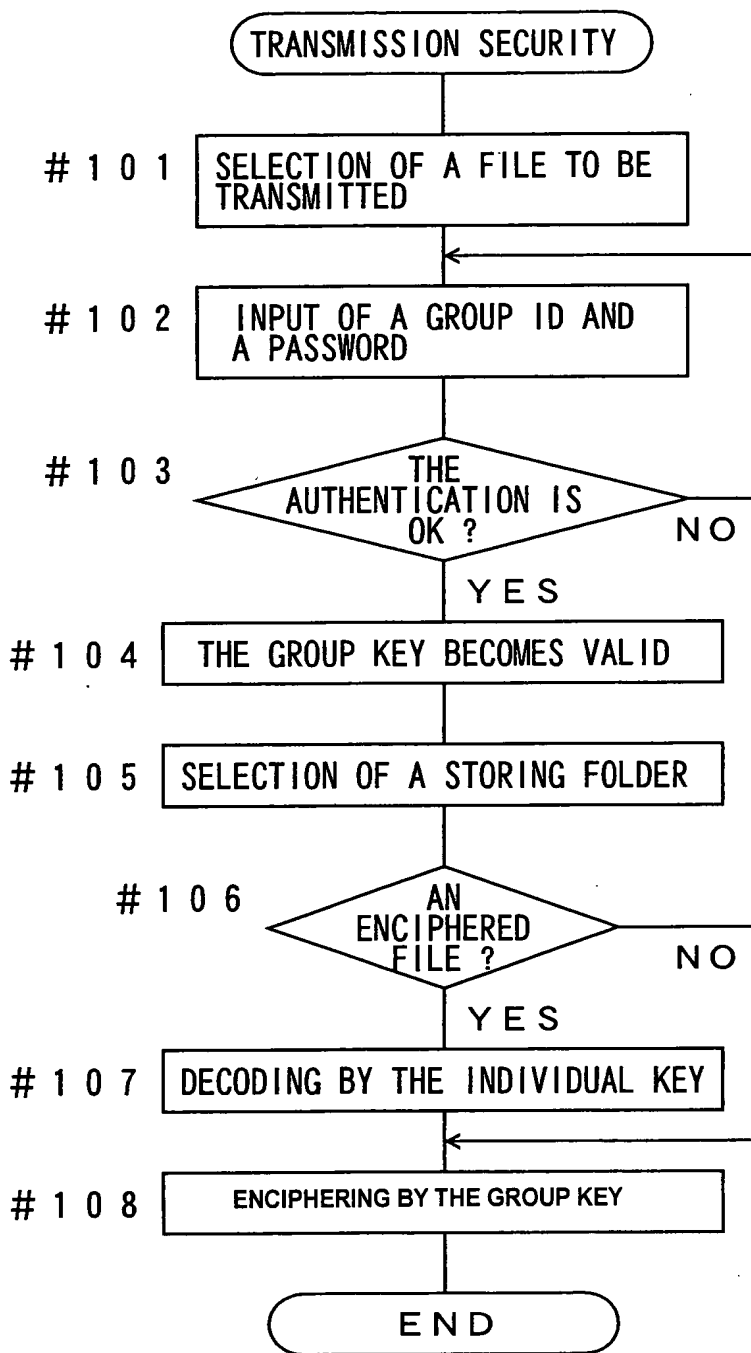 TRANSMISSION SECURITY
#101
SELECTION OF A FILE TO BE
TRANSMITTED
#102
INPUT OF A GROUP ID AND
A PASSWORD
#103
THE
AUTHENTICATION IS
OK ?
NO
YES
#104
THE GROUP KEY BECOMES VALID
#105
SELECTION OF A STORING FOLDER
#106
AN
ENCIPHERED
FILE ?
NO
YES
#107
DECODING BY THE INDIVIDUAL KEY
#108
ENCIPHERING BY THE GROUP KEY
END